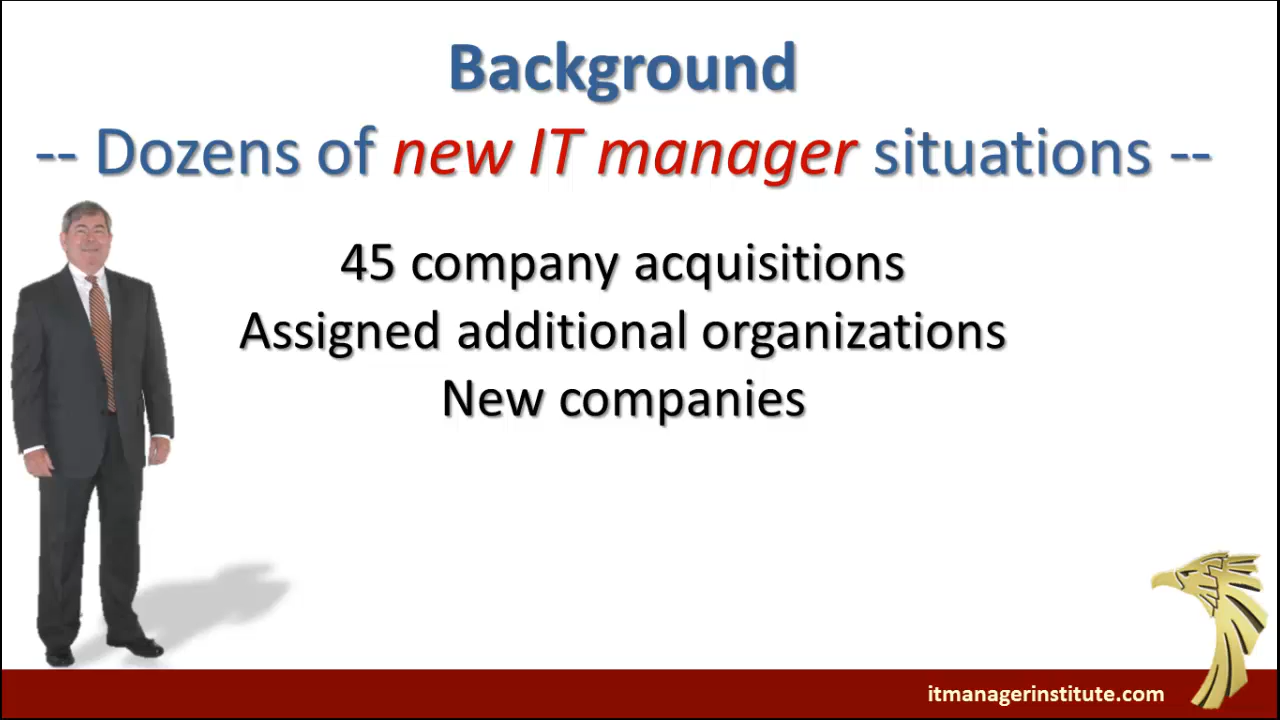 Background
-- Dozens of new IT manager situations --
45 company acquisitions
Assigned additional organizations
New companies
itmanagerinstitute.com